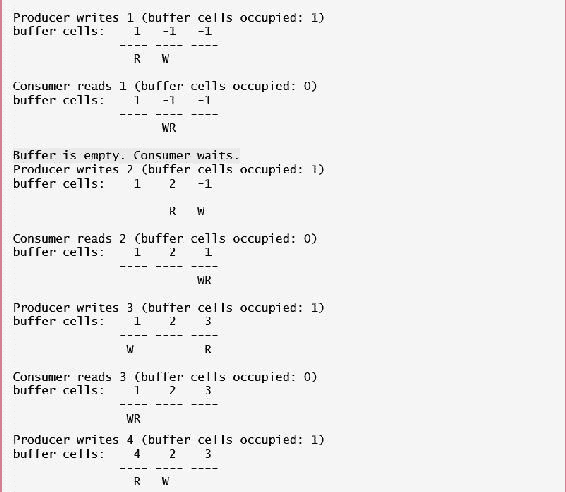 Producer writes 1 (buffer cells occupied: 1)
buffer cells:    1   -1   -1
---- ---- ----
R   W
Consumer reads 1 (buffer cells occupied: 0)
buffer cells:    1   -1   -1
---- ---- ----
WR
Buffer is empty. Consumer waits.
Producer writes 2 (buffer cells occupied: 1)
buffer cells:    1    2   -1
R   W
Consumer reads 2 (buffer cells occupied: 0)
buffer cells:    1    2    1
---- ---- ----
WR
Producer writes 3 (buffer cells occupied: 1)
buffer cells:    1    2    3
---- ---- ----
W          R
Consumer reads 3 (buffer cells occupied: 0)
buffer cells:    1    2    3
---- ---- ----
WR
Producer writes 4 (buffer cells occupied: 1)
buffer cells:    4    2    3
---- ---- ----
R   W